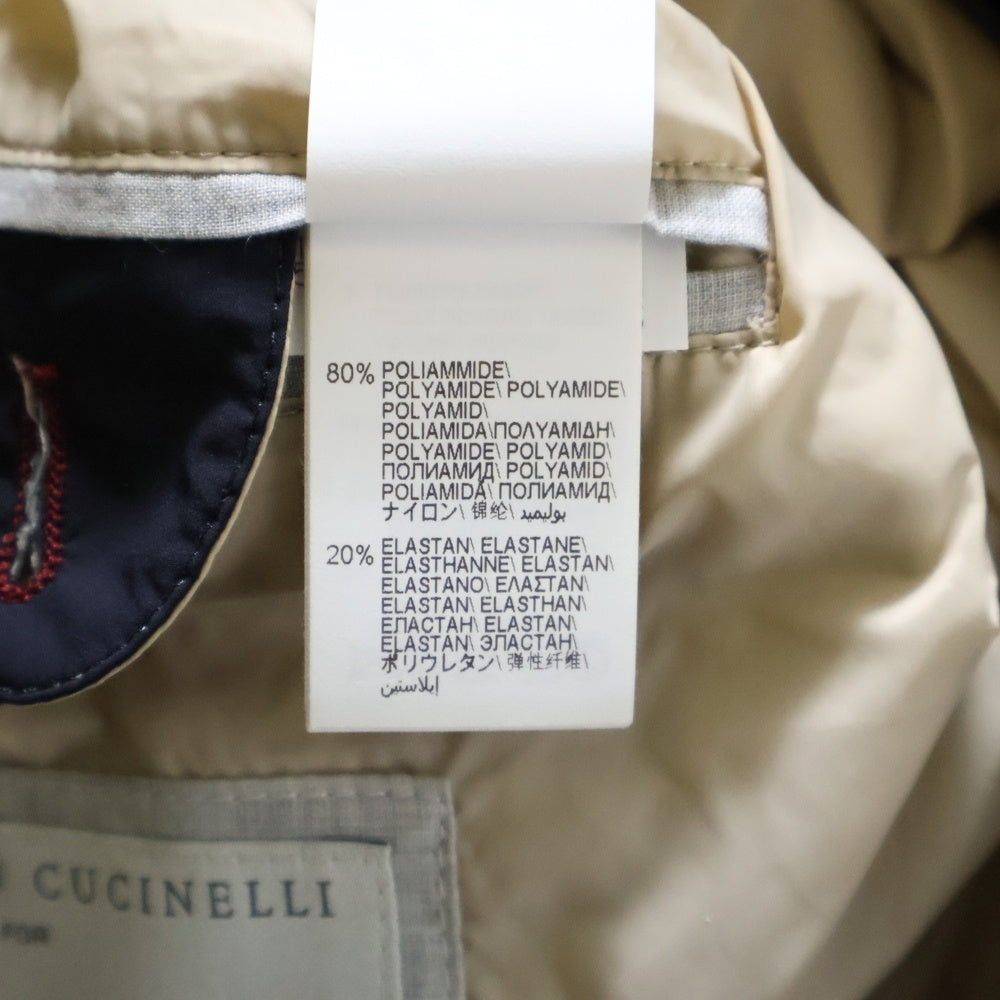 80% POLIAMMIDE\
POLYAMIDE\ POLYAMIDE\
POLYAMID\
POLIAMIDA\ΠΟΛΥΑΜΙΔΗ\
POLYAMIDE\ POLYAMID\
ПОЛИАМИД\ POLYAMID\
POLIAMIDĂ\ ПОЛИАМИД\
ナイロン\ 锦纶\ بوليميد
20% ELASTAN\ ELASTANE\
ELASTHANNE\ ELASTAN\
ELASTANO\ ΕΛΑΣΤΑΝ\
ELASTAN\ ELASTHAN\
ЕЛАСТАН\ ELASTAN\
ELASTAN\ ЭЛАСТАН\
ポリウレタン\ 弹性纤维\
إيلاستين
CUCINELLI
FOR